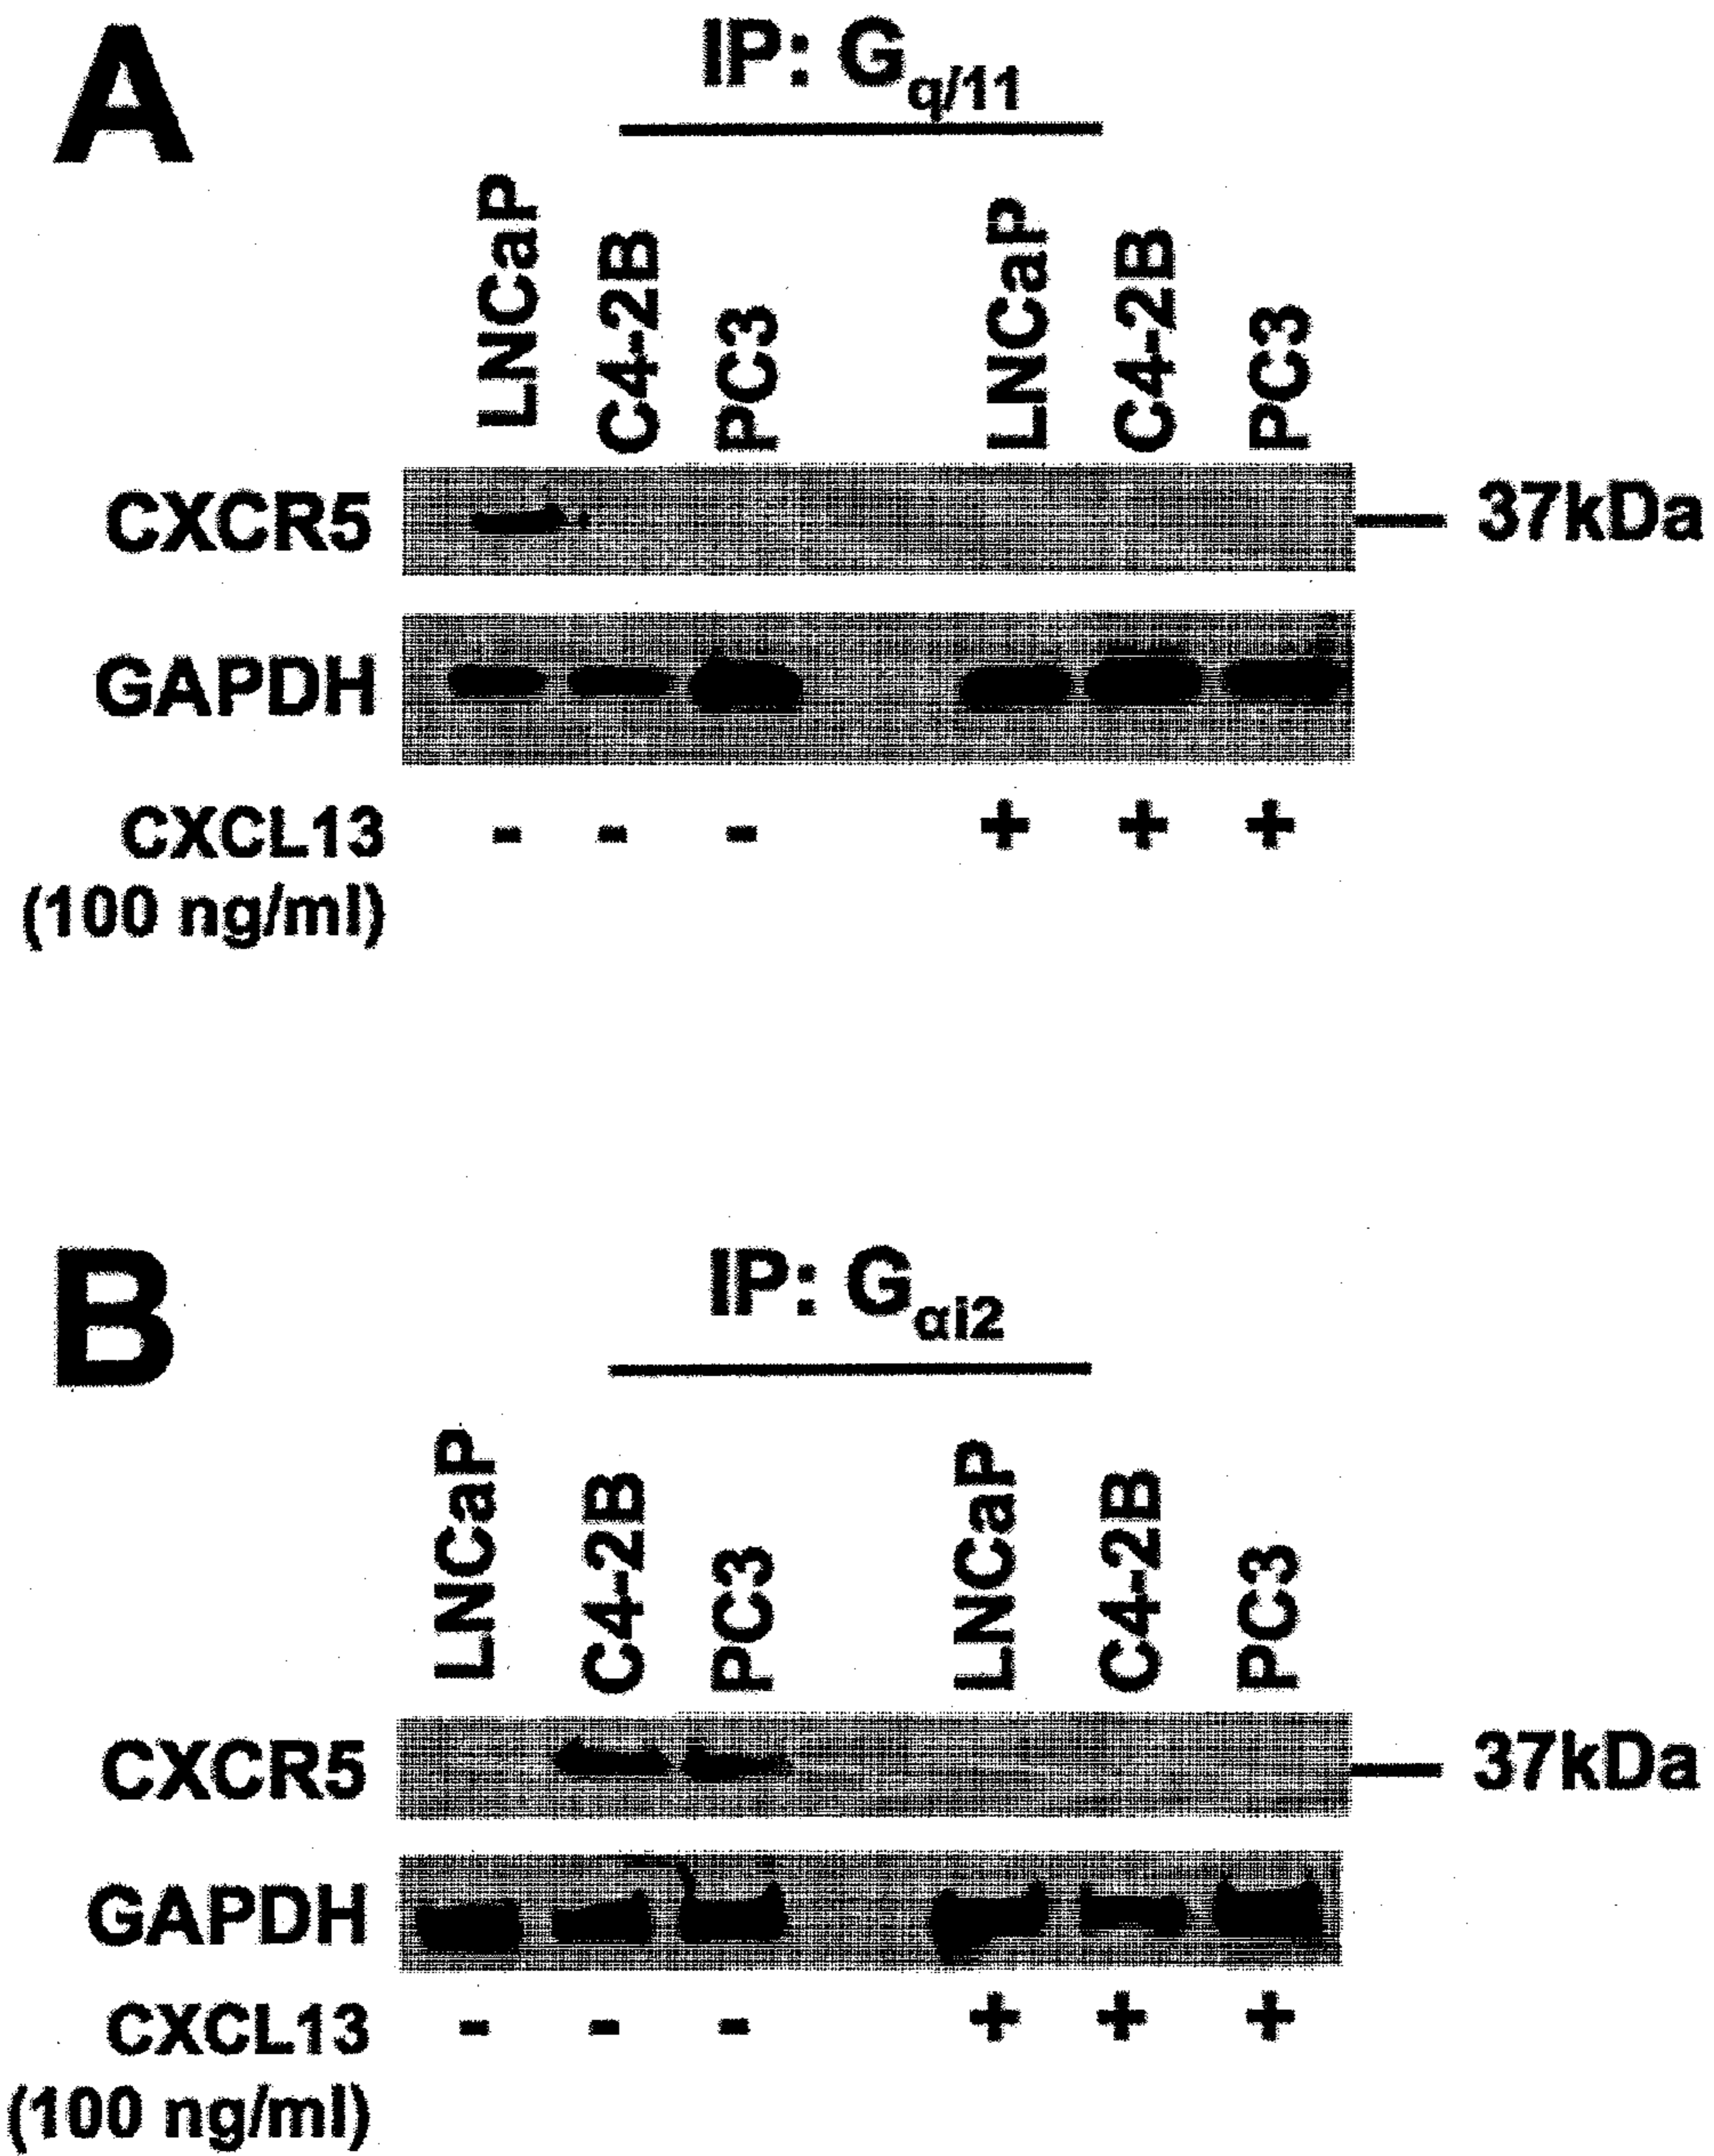 A
IP: Gq/11
LNCaP C4-2B PC3 LNCaP C4-2B PC3
CXCR5 37kDa
GAPDH
CXCL13 - - - + + +
(100 ng/ml)
B
IP: Gαi2
LNCaP C4-2B PC3 LNCaP C4-2B PC3
CXCR5 37kDa
GAPDH
CXCL13 - - - + + +
(100 ng/ml)